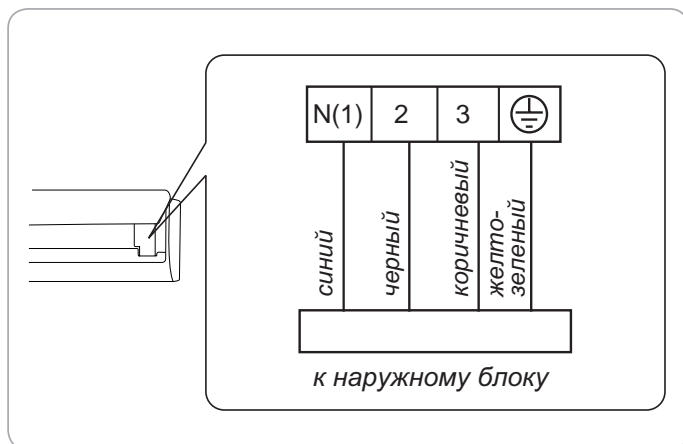 N(1) 2 3
синий
черный
коричневый
желто-
зеленый
к наружному блоку